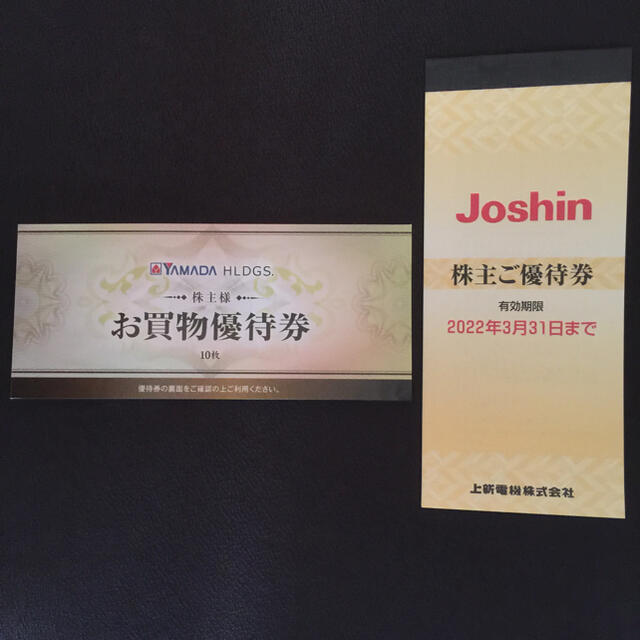 YAMADA HLDGS.
株主様
お買物優待券
10枚
優待券の裏面をご確認の上ご利用ください。
Joshin
株主ご優待券
有効期限
2022年3月31日まで
上新電機株式会社